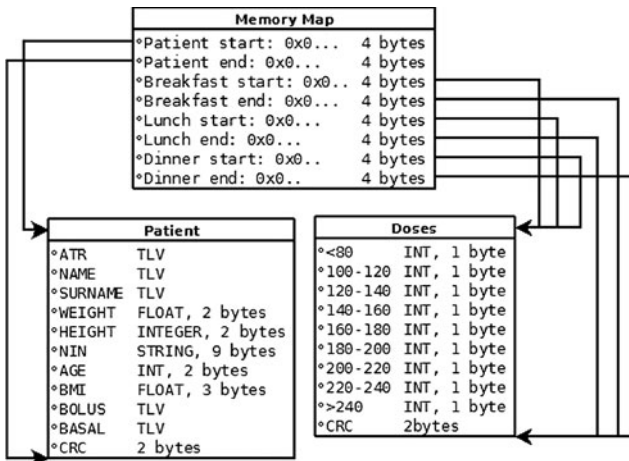 Memory Map
°Patient start: 0x0... 4 bytes
°Patient end: 0x0... 4 bytes
°Breakfast start: 0x0.. 4 bytes
°Breakfast end: 0x0... 4 bytes
°Lunch start: 0x0... 4 bytes
°Lunch end: 0x0... 4 bytes
°Dinner start: 0x0.. 4 bytes
°Dinner end: 0x0.. 4 bytes
Patient
°ATR TLV
°NAME TLV
°SURNAME TLV
°WEIGHT FLOAT, 2 bytes
°HEIGHT INTEGER, 2 bytes
°NIN STRING, 9 bytes
°AGE INT, 2 bytes
°BMI FLOAT, 3 bytes
°BOLUS TLV
°BASAL TLV
°CRC 2 bytes
Doses
°<80 INT, 1 byte
°100-120 INT, 1 byte
°120-140 INT, 1 byte
°140-160 INT, 1 byte
°160-180 INT, 1 byte
°180-200 INT, 1 byte
°200-220 INT, 1 byte
°220-240 INT, 1 byte
°>240 INT, 1 byte
°CRC 2bytes